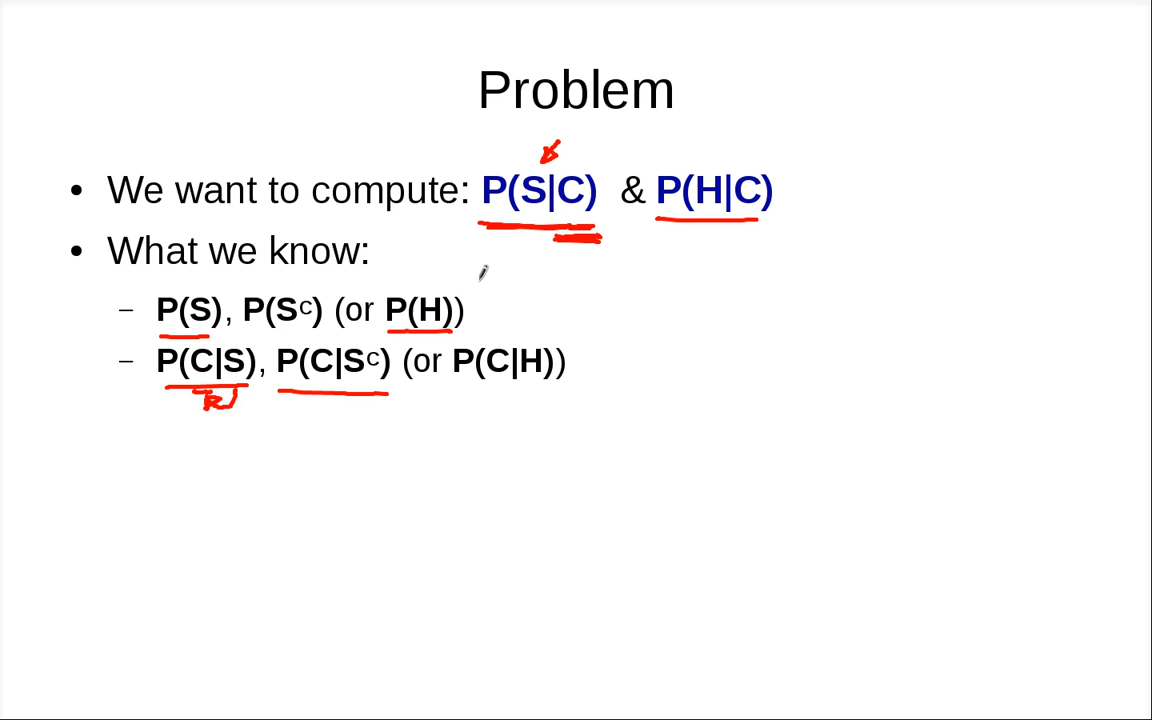 Problem
• We want to compute: P(S|C) & P(H|C)
• What we know:
– P(S), P(Sᶜ) (or P(H))
– P(C|S), P(C|Sᶜ) (or P(C|H))